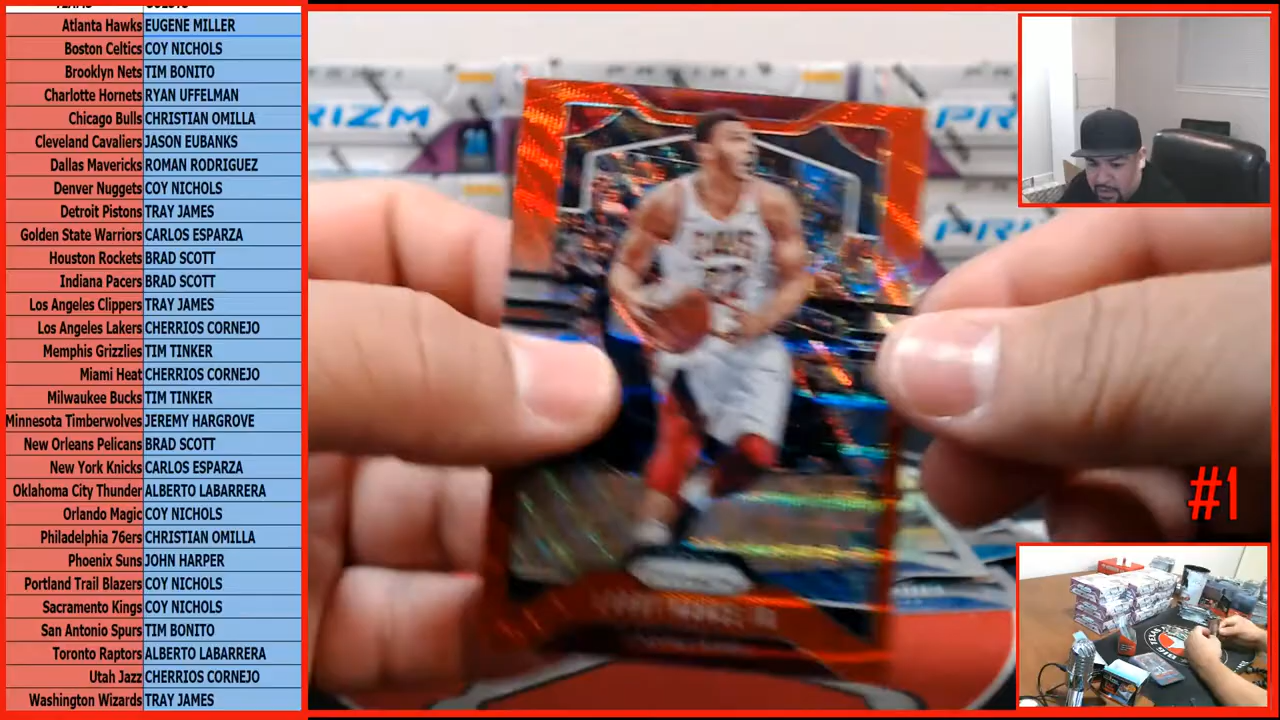 Atlanta Hawks EUGENE MILLER
Boston Celtics COY NICHOLS
Brooklyn Nets TIM BONITO
Charlotte Hornets RYAN UFFELMAN
Chicago Bulls CHRISTIAN OMILLA
Cleveland Cavaliers JASON EUBANKS
Dallas Mavericks ROMAN RODRIGUEZ
Denver Nuggets COY NICHOLS
Detroit Pistons TRAY JAMES
Golden State Warriors CARLOS ESPARZA
Houston Rockets BRAD SCOTT
Indiana Pacers BRAD SCOTT
Los Angeles Clippers TRAY JAMES
Los Angeles Lakers CHERRIOS CORNEJO
Memphis Grizzlies TIM TINKER
Miami Heat CHERRIOS CORNEJO
Milwaukee Bucks TIM TINKER
Minnesota Timberwolves JEREMY HARGROVE
New Orleans Pelicans BRAD SCOTT
New York Knicks CARLOS ESPARZA
Oklahoma City Thunder ALBERTO LABARRERA
Orlando Magic COY NICHOLS
Philadelphia 76ers CHRISTIAN OMILLA
Phoenix Suns JOHN HARPER
Portland Trail Blazers COY NICHOLS
Sacramento Kings COY NICHOLS
San Antonio Spurs TIM BONITO
Toronto Raptors ALBERTO LABARRERA
Utah Jazz CHERRIOS CORNEJO
Washington Wizards TRAY JAMES
PRIZM
CAVS
#1